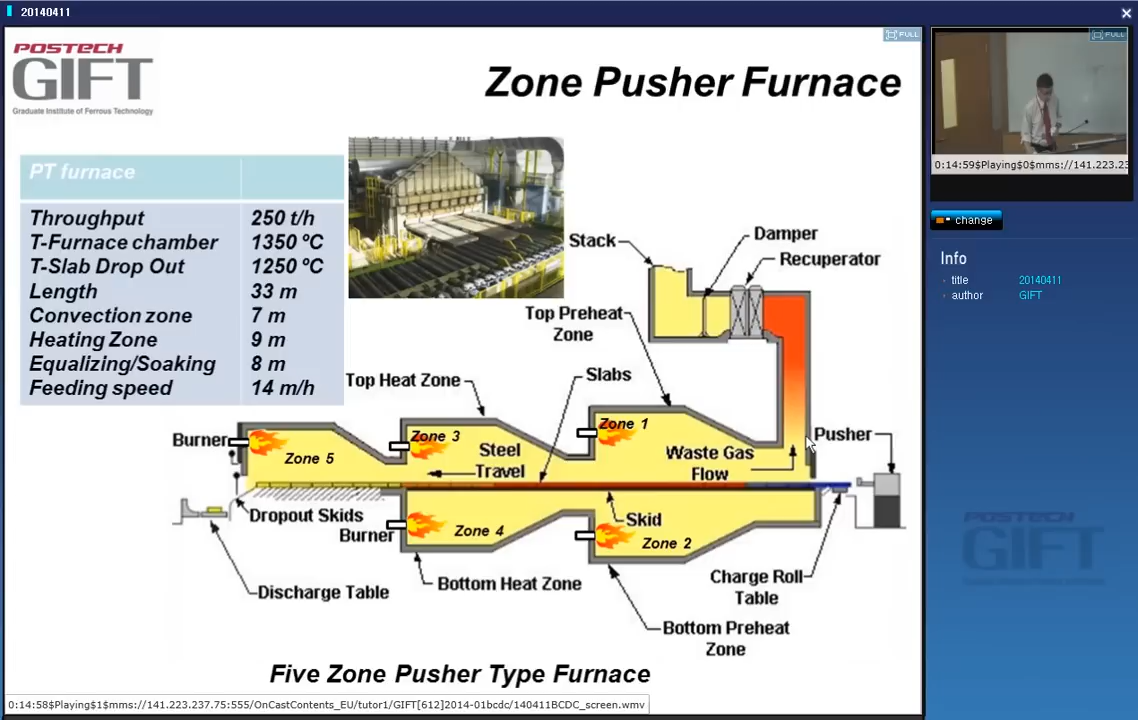 20140411
FULL
POSTECH
GIFT
Graduate Institute of Ferrous Technology
Zone Pusher Furnace
PT furnace
Throughput 250 t/h
T-Furnace chamber 1350 ºC
T-Slab Drop Out 1250 ºC
Length 33 m
Convection zone 7 m
Heating Zone 9 m
Equalizing/Soaking 8 m
Feeding speed 14 m/h
Stack
Damper
Recuperator
Top Preheat
Zone
Top Heat Zone
Slabs
Burner
Zone 5
Zone 3
Steel
Travel
Zone 1
Waste Gas
Flow
Pusher
Dropout Skids
Burner
Zone 4
Skid
Zone 2
Discharge Table
Bottom Heat Zone
Charge Roll
Table
Bottom Preheat
Zone
Five Zone Pusher Type Furnace
0:14:58$Playing$1$mms://141.223.237.75:555/OnCastContents_EU/tutor1/GIFT[612]2014-01bcdc/140411BCDC_screen.wmv
FULL
0:14:59$Playing$0$mms://141.223.23
change
Info
title 20140411
author GIFT
POSTECH
GIFT